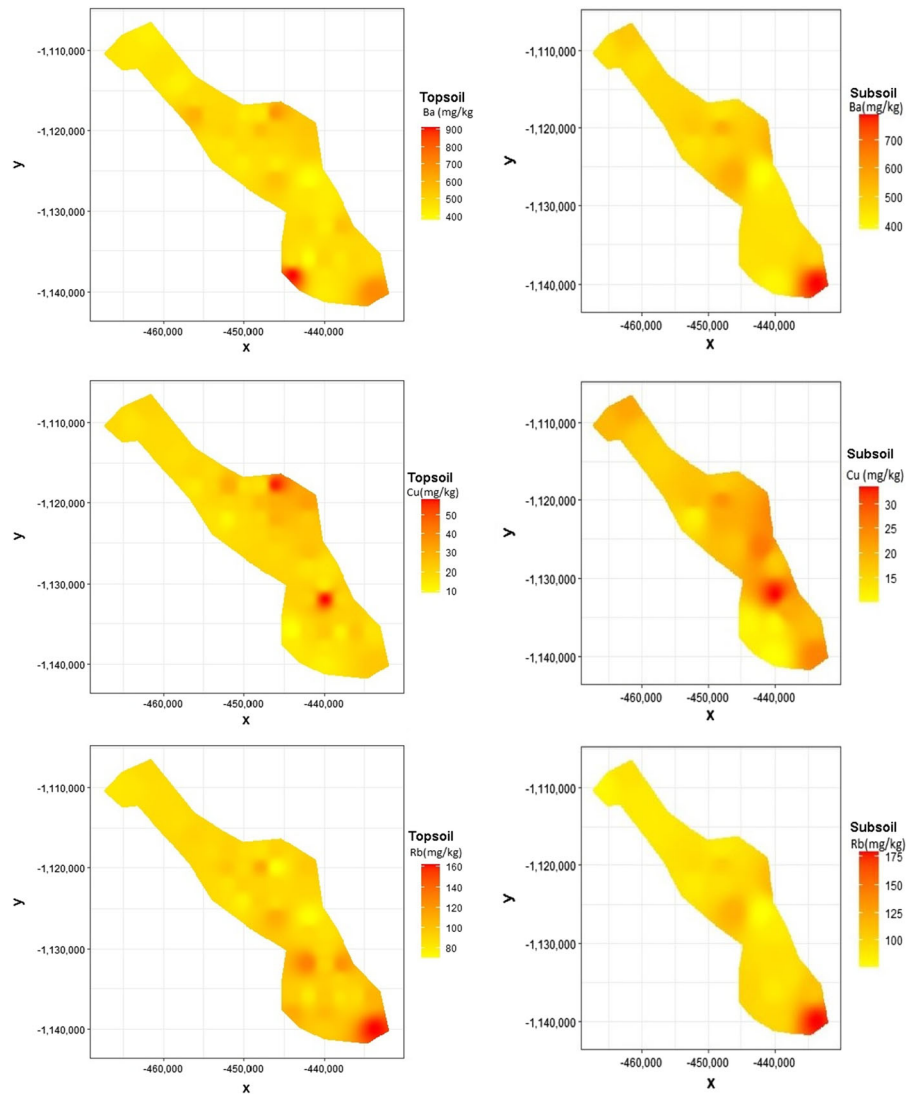 -1,110,000
-1,120,000
-1,130,000
-1,140,000
y
-460,000 -450,000 -440,000
x
Topsoil
Ba (mg/kg
900
800
700
600
500
400
-1,110,000
-1,120,000
-1,130,000
-1,140,000
y
-460,000 -450,000 -440,000
x
Subsoil
Ba(mg/kg)
700
600
500
400
-1,110,000
-1,120,000
-1,130,000
-1,140,000
y
-460,000 -450,000 -440,000
x
Topsoil
Cu(mg/kg)
50
40
30
20
10
-1,110,000
-1,120,000
-1,130,000
-1,140,000
y
-460,000 -450,000 -440,000
x
Subsoil
Cu (mg/kg)
30
25
20
15
-1,110,000
-1,120,000
-1,130,000
-1,140,000
y
-460,000 -450,000 -440,000
x
Topsoil
Rb(mg/kg)
160
140
120
100
80
-1,110,000
-1,120,000
-1,130,000
-1,140,000
y
-460,000 -450,000 -440,000
x
Subsoil
Rb(mg/kg)
175
150
125
100